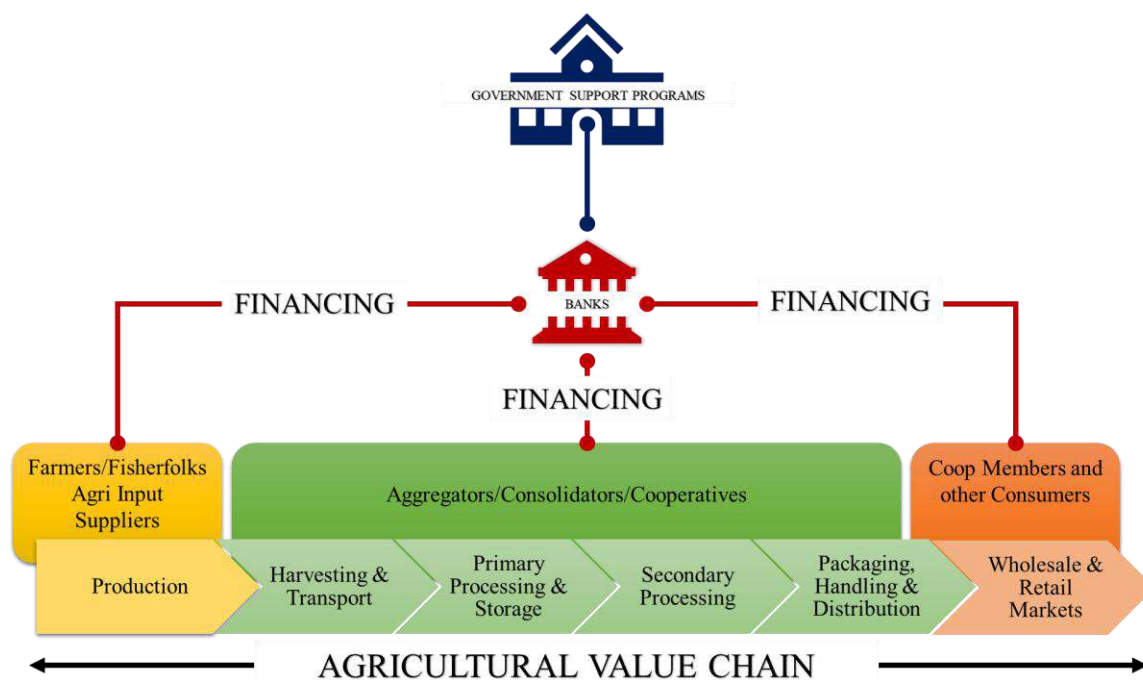 GOVERNMENT SUPPORT PROGRAMS
BANKS
FINANCING
FINANCING
FINANCING
Farmers/Fisherfolks
Agri Input
Suppliers
Aggregators/Consolidators/Cooperatives
Coop Members and
other Consumers
Production
Harvesting &
Transport
Primary
Processing &
Storage
Secondary
Processing
Packaging,
Handling &
Distribution
Wholesale &
Retail
Markets
AGRICULTURAL VALUE CHAIN